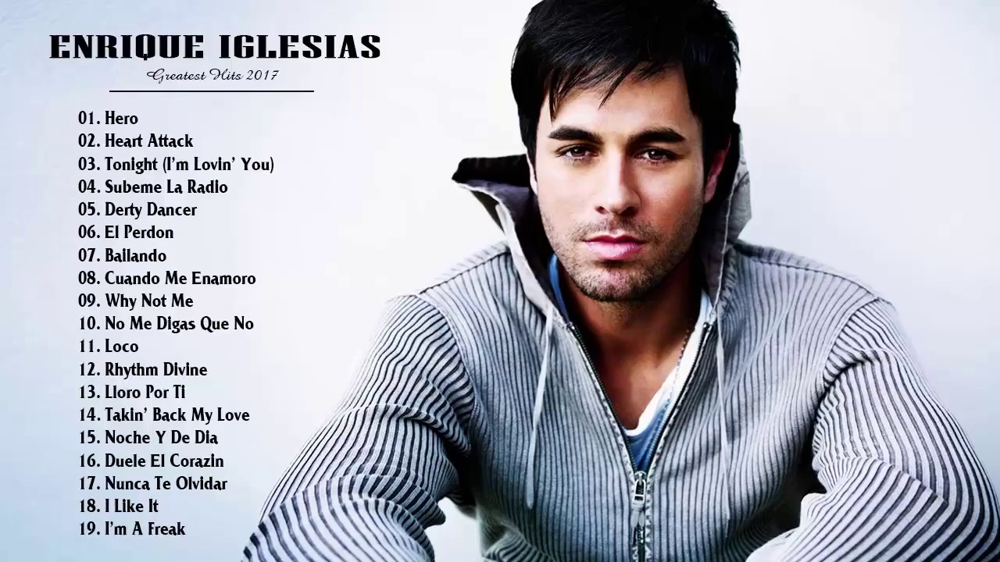 ENRIQUE IGLESIAS
Greatest Hits 2017
01. Hero
02. Heart Attack
03. Tonight (I'm Lovin' You)
04. Subeme La Radio
05. Derty Dancer
06. El Perdon
07. Bailando
08. Cuando Me Enamoro
09. Why Not Me
10. No Me Digas Que No
11. Loco
12. Rhythm Divine
13. Lloro Por Ti
14. Takin' Back My Love
15. Noche Y De Dia
16. Duele El Corazin
17. Nunca Te Olvidar
18. I Like It
19. I'm A Freak